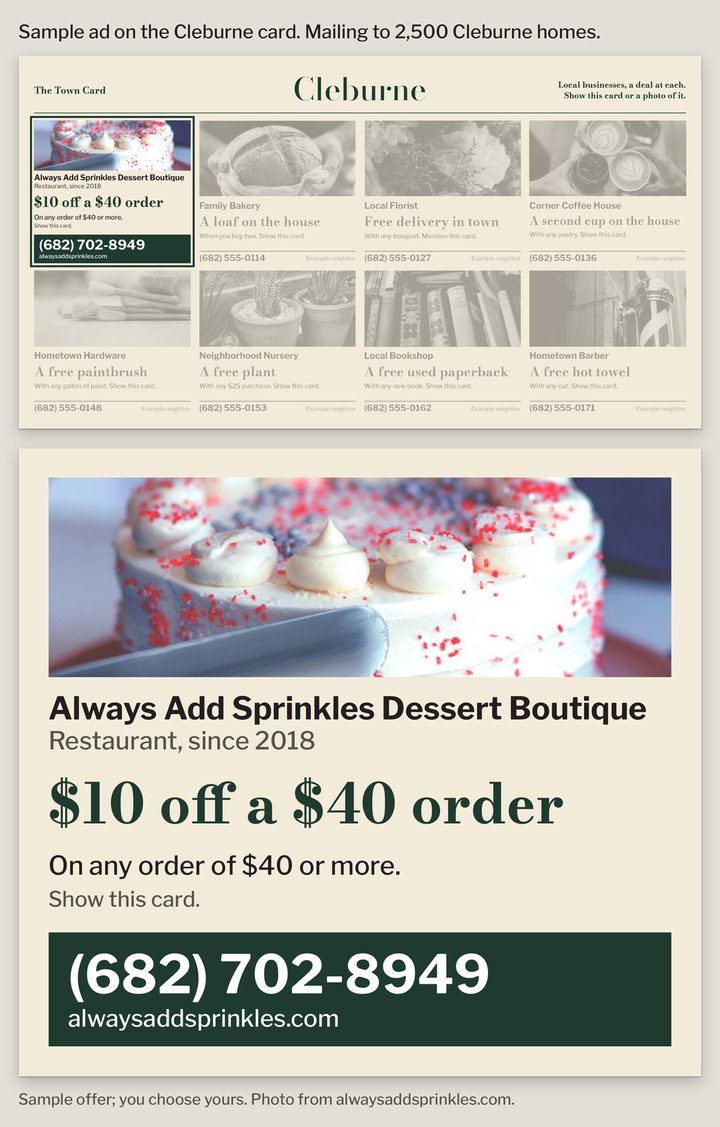 Sample ad on the Cleburne card. Mailing to 2,500 Cleburne homes.
The Town Card
Cleburne
Local businesses, a deal at each.
Show this card or a photo of it.
Always Add Sprinkles Dessert Boutique
Restaurant, since 2018
$10 off a $40 order
On any order of $40 or more.
Show this card.
(682) 702-8949
alwaysaddsprinkles.com
Family Bakery
A loaf on the house
When you buy two. Show this card.
(682) 555-0114
Example neighbor
Local Florist
Free delivery in town
With any bouquet. Mention this card.
(682) 555-0127
Example neighbor
Corner Coffee House
A second cup on the house
With any pastry. Show this card.
(682) 555-0136
Example neighbor
Hometown Hardware
A free paintbrush
With any gallon of paint. Show this card.
(682) 555-0148
Example neighbor
Neighborhood Nursery
A free plant
With any $25 purchase. Show this card.
(682) 555-0153
Example neighbor
Local Bookshop
A free used paperback
With any new book. Show this card.
(682) 555-0162
Example neighbor
Hometown Barber
A free hot towel
With any cut. Show this card.
(682) 555-0171
Example neighbor
Always Add Sprinkles Dessert Boutique
Restaurant, since 2018
$10 off a $40 order
On any order of $40 or more.
Show this card.
(682) 702-8949
alwaysaddsprinkles.com
Sample offer; you choose yours. Photo from alwaysaddsprinkles.com.